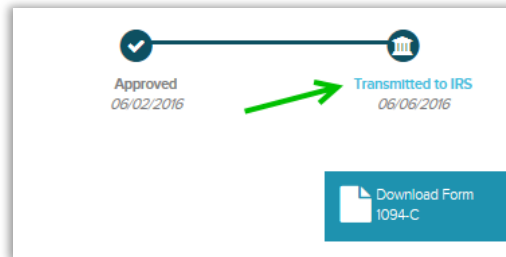 Approved
06/02/2016
Transmitted to IRS
06/06/2016
Download Form
1094-C